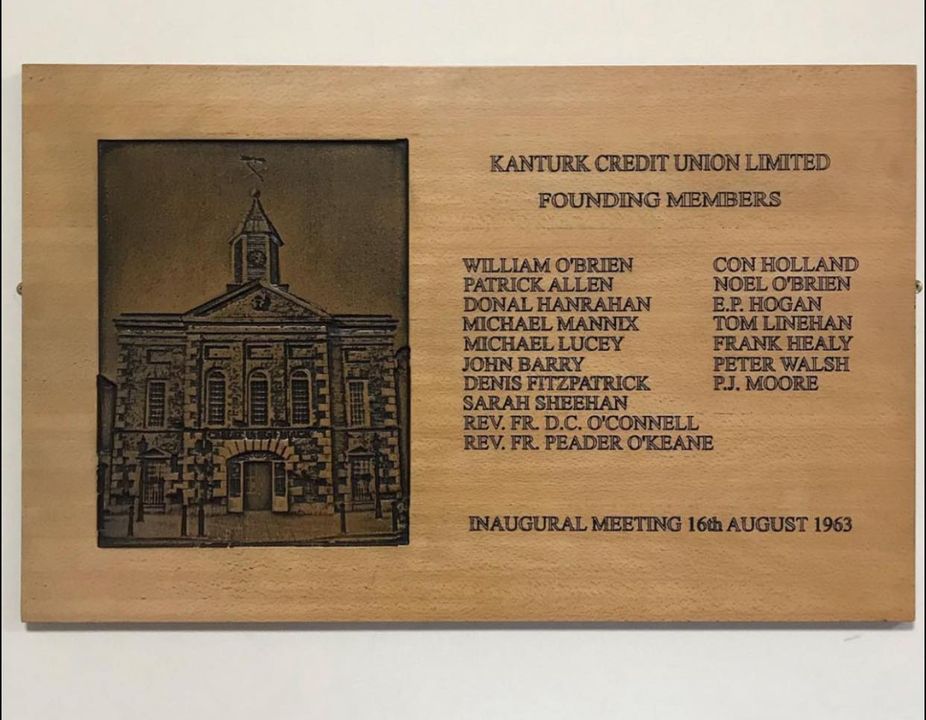 KANTURK CREDIT UNION LIMITED
FOUNDING MEMBERS
WILLIAM O'BRIEN
PATRICK ALLEN
DONAL HANRAHAN
MICHAEL MANNIX
MICHAEL LUCEY
JOHN BARRY
DENIS FITZPATRICK
SARAH SHEEHAN
REV. FR. D.C. O'CONNELL
REV. FR. PEADER O'KEANE
CON HOLLAND
NOEL O'BRIEN
E.P. HOGAN
TOM LINEHAN
FRANK HEALY
PETER WALSH
P.J. MOORE
INAUGURAL MEETING 16th AUGUST 1963